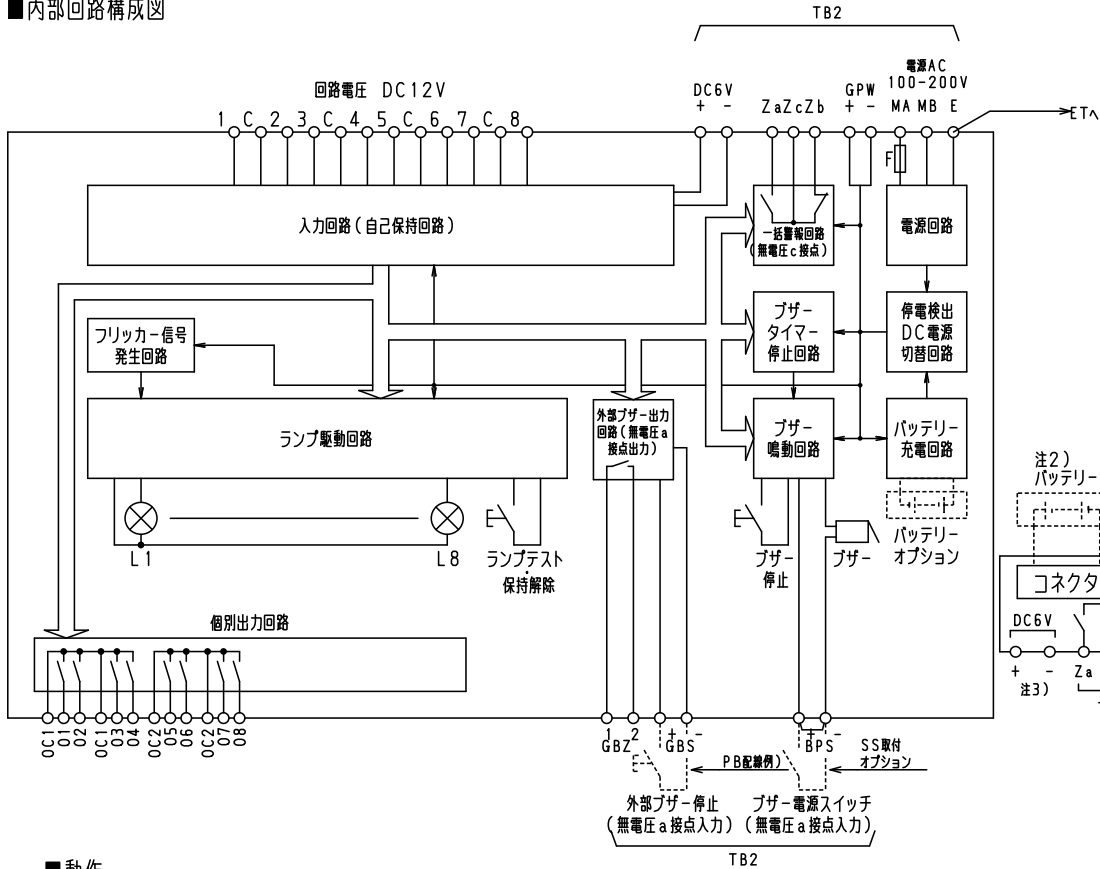 ■内部回路構成図
TB2
回路電圧 DC12V
電源AC
100-200V
DC6V
GPW
1 C 2 3 C 4 5 C 6 7 C 8
+ -
Za Zc Zb
+ -
MA MB E
ETへ
F
入力回路(自己保持回路)
一括警報回路
(無電圧c接点)
電源回路
フリッカー信号
発生回路
ブザー
タイマー
停止回路
停電検出
DC電源
切替回路
ランプ駆動回路
外部ブザー出力
回路(無電圧a
接点出力)
ブザー
鳴動回路
バッテリー
充電回路
注2)
バッテリー
L1
L8
ランプテスト
・
保持解除
ブザー
停止
ブザー
バッテリー
オプション
コネクタ
DC6V
+ -
Za
注3)
個別出力回路
OC1 O1 O2 OC1 O3 O4 OC2 O5 O6 OC2 O7 O8
1 2
GBZ
+ -
GBS
+ -
BPS
PB配線例)
SS取付
オプション
外部ブザー停止
(無電圧a接点入力)
ブザー電源スイッチ
(無電圧a接点入力)
TB2
■動作